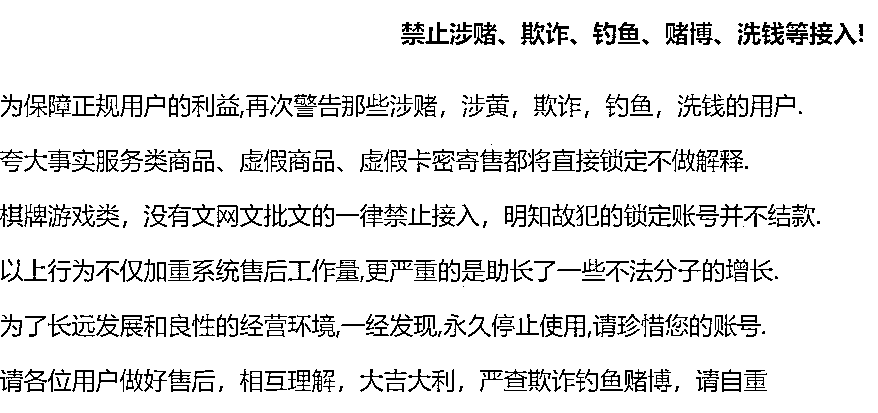 禁止涉赌、欺诈、钓鱼、赌博、洗钱等接入!
为保障正规用户的利益,再次警告那些涉赌，涉黄，欺诈，钓鱼，洗钱的用户.
夸大事实服务类商品、虚假商品、虚假卡密寄售都将直接锁定不做解释.
棋牌游戏类，没有文网文批文的一律禁止接入，明知故犯的锁定账号并不结款.
以上行为不仅加重系统售后工作量,更严重的是助长了一些不法分子的增长.
为了长远发展和良性的经营环境,一经发现,永久停止使用,请珍惜您的账号.
请各位用户做好售后，相互理解，大吉大利，严查欺诈钓鱼赌博，请自重